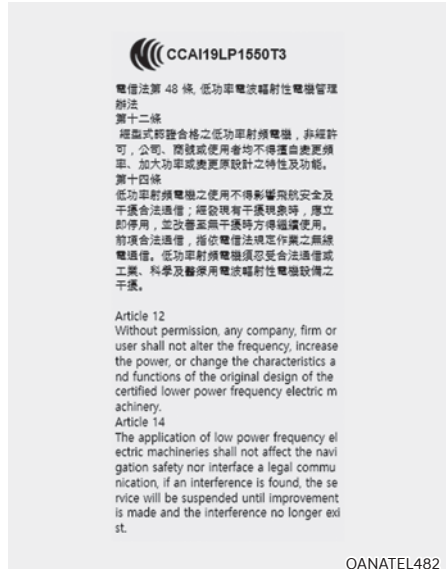 CCAI19LP1550T3
電信法第 48 條, 低功率電波輻射性電機管理
辦法
第十二條
經型式認證合格之低功率射頻電機，非經許
可，公司、商號或使用者均不得擅自變更頻
率、加大功率或變更原設計之特性及功能。
第十四條
低功率射頻電機之使用不得影響飛航安全及
干擾合法通信；經發現有干擾現象時，應立
即停用，並改善至無干擾時方得繼續使用。
前項合法通信，指依電信法規定作業之無線
電通信。低功率射頻電機須忍受合法通信或
工業、科學及醫療用電波輻射性電機設備之
干擾。
Article 12
Without permission, any company, firm or
user shall not alter the frequency, increase
the power, or change the characteristics a
nd functions of the original design of the
certified lower power frequency electric m
achinery.
Article 14
The application of low power frequency el
ectric machineries shall not affect the navi
gation safety nor interface a legal commu
nication, if an interference is found, the se
rvice will be suspended until improvement
is made and the interference no longer exi
st.
OANATEL482